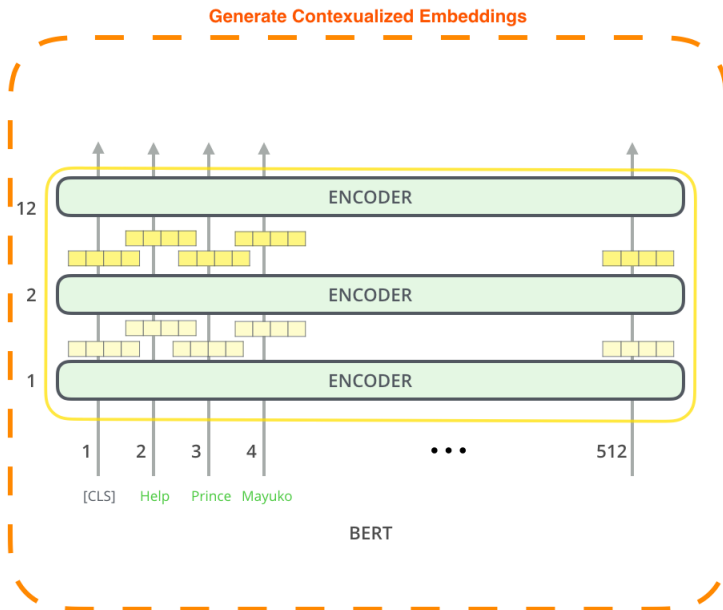 Generate Contexualized Embeddings
12 ENCODER
2 ENCODER
1 ENCODER
1 2 3 4 ••• 512
[CLS] Help Prince Mayuko
BERT